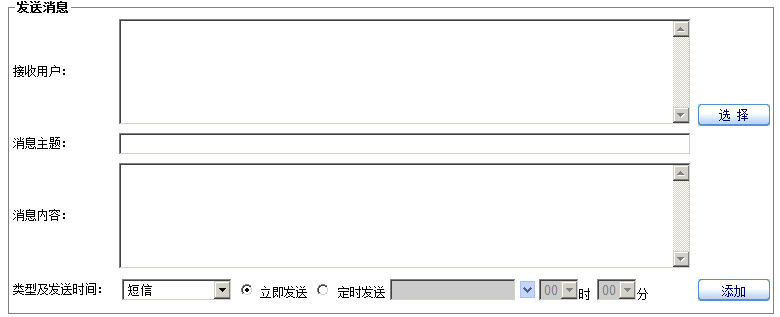 发送消息
接收用户：
选 择
消息主题：
消息内容：
类型及发送时间： 短信 立即发送 定时发送 00 时 00 分 添加